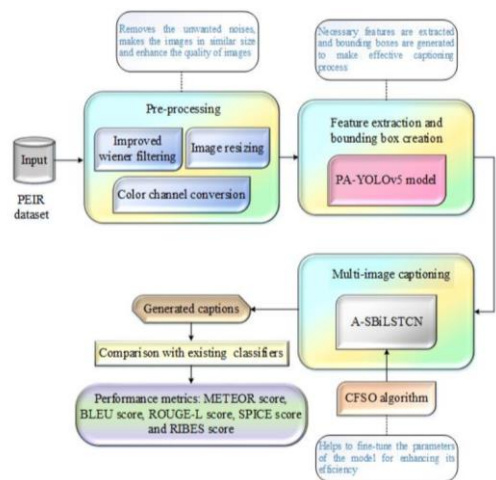 Removes the unwanted noises,
makes the images in similar size
and enhance the quality of images
Necessary features are extracted
and bounding boxes are generated
to make effective captioning
process
Pre-processing
Improved
wiener filtering
Image resizing
Color channel conversion
Feature extraction and
bounding box creation
PA-YOLOv5 model
Input
PEIR
dataset
Multi-image captioning
A-SBiLSTCN
Generated captions
Comparison with existing classifiers
Performance metrics: METEOR score,
BLEU score, ROUGE-L score, SPICE score
and RIBES score
CFSO algorithm
Helps to fine-tune the parameters
of the model for enhancing its
efficiency